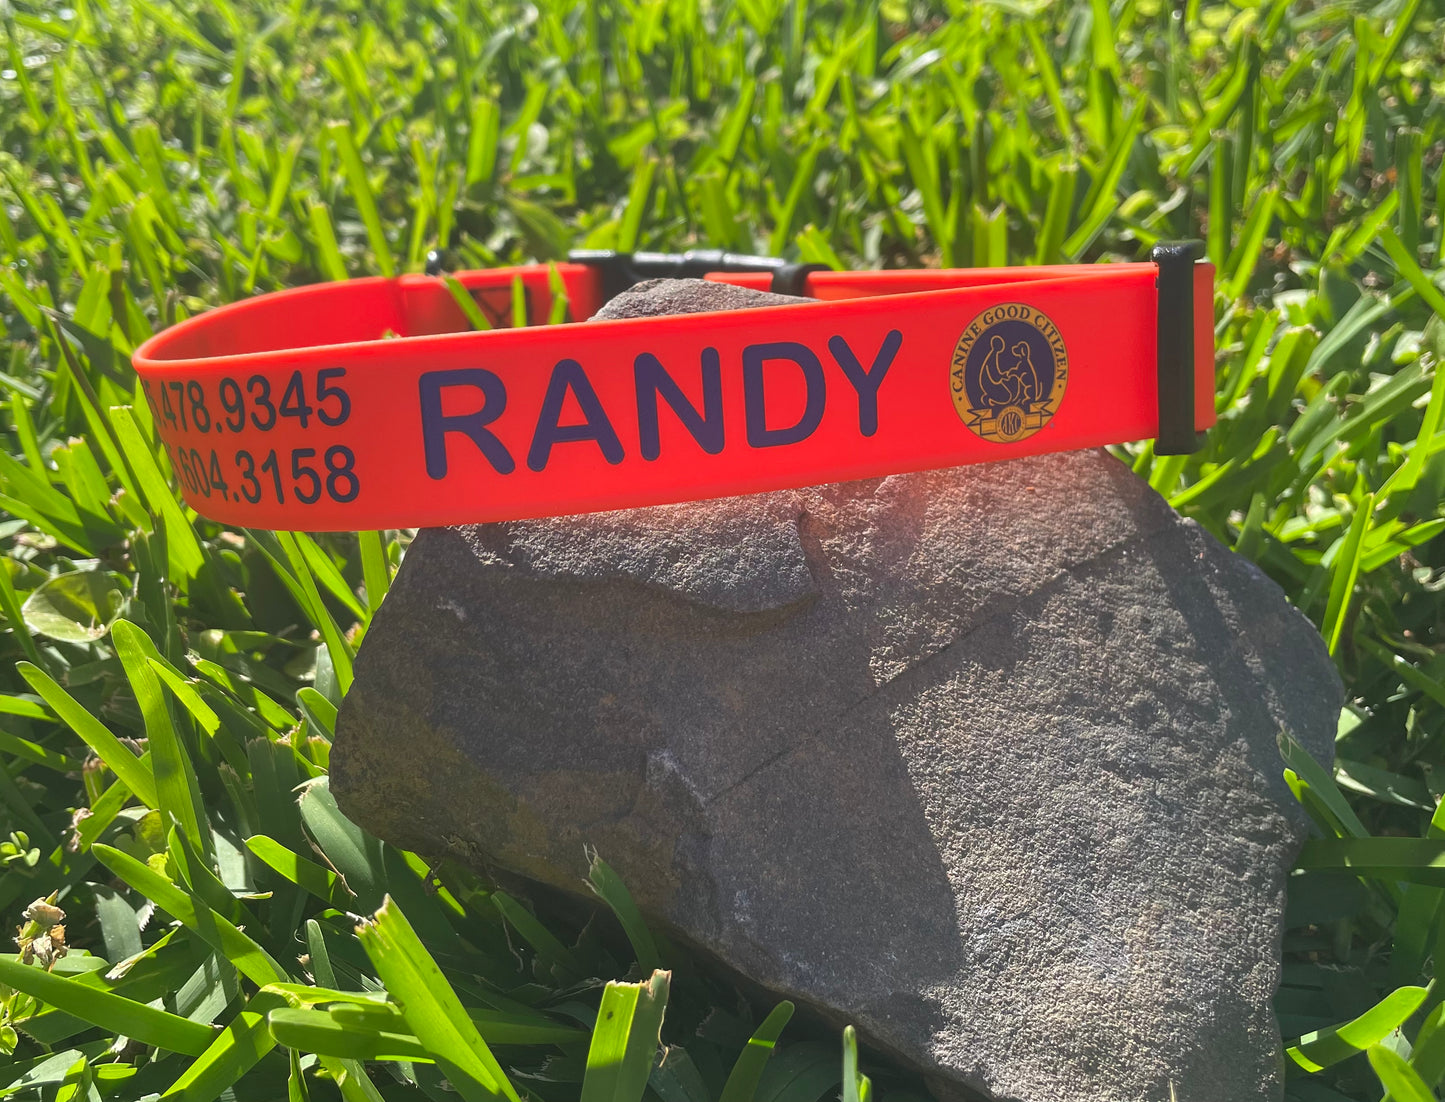 .478.9345
.604.3158
RANDY
CANINE GOOD CITIZEN
AKC